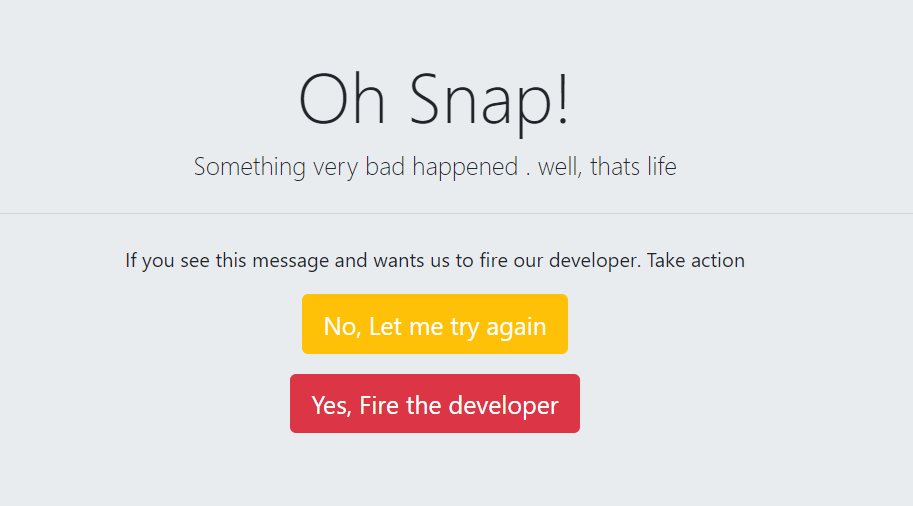 Oh Snap!
Something very bad happened . well, thats life
If you see this message and wants us to fire our developer. Take action
No, Let me try again
Yes, Fire the developer